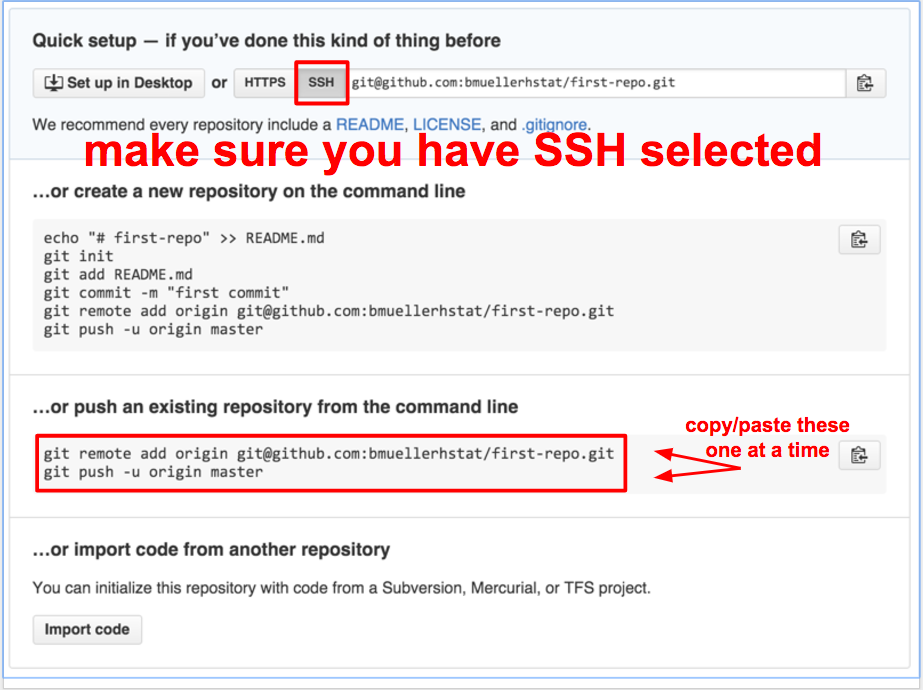 Quick setup — if you've done this kind of thing before
Set up in Desktop or HTTPS SSH git@github.com:bmuellerhstat/first-repo.git
We recommend every repository include a README, LICENSE, and .gitignore.
make sure you have SSH selected
…or create a new repository on the command line
echo "# first-repo" >> README.md
git init
git add README.md
git commit -m "first commit"
git remote add origin git@github.com:bmuellerhstat/first-repo.git
git push -u origin master
…or push an existing repository from the command line
copy/paste these
one at a time
git remote add origin git@github.com:bmuellerhstat/first-repo.git
git push -u origin master
…or import code from another repository
You can initialize this repository with code from a Subversion, Mercurial, or TFS project.
Import code